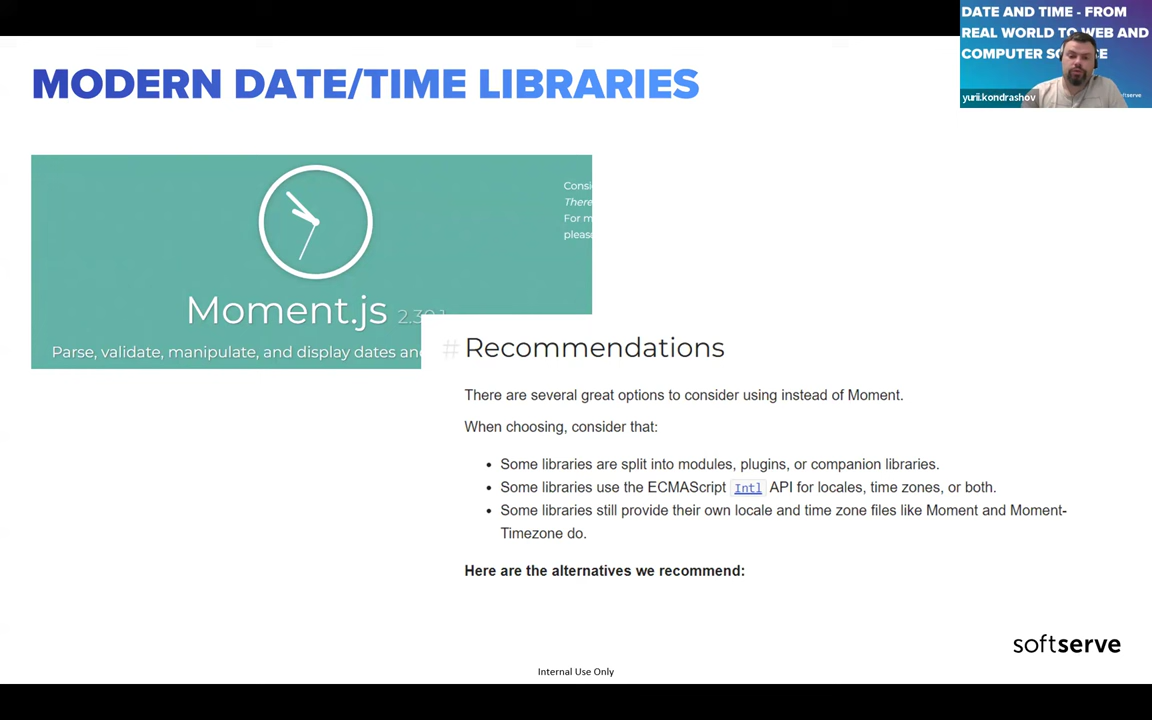 DATE AND TIME - FROM
REAL WORLD TO WEB AND
COMPUTER
yurii.kondrashov
softserve
MODERN DATE/TIME LIBRARIES
There
For m
Moment.js
Parse, validate, manipulate, and display dates
# Recommendations
There are several great options to consider using instead of Moment.
When choosing, consider that:
• Some libraries are split into modules, plugins, or companion libraries.
• Some libraries use the ECMAScript Intl API for locales, time zones, or both.
• Some libraries still provide their own locale and time zone files like Moment and Moment-
Timezone do.
Here are the alternatives we recommend:
softserve
Internal Use Only